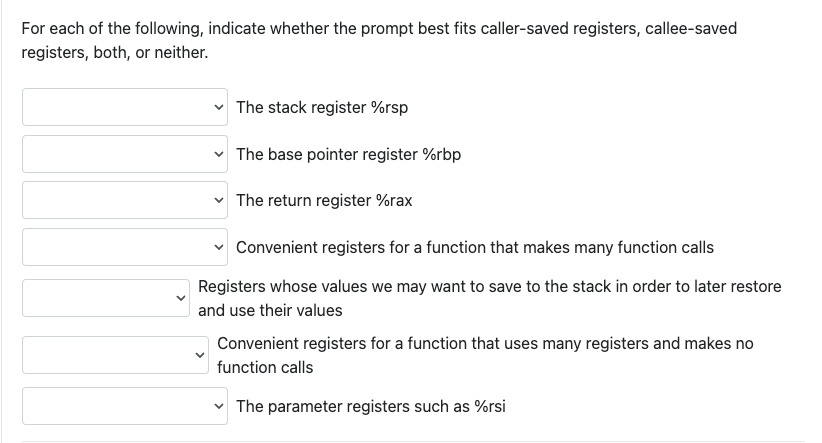 For each of the following, indicate whether the prompt best fits caller-saved registers, callee-saved
registers, both, or neither.
The stack register %rsp
The base pointer register %rbp
The return register %rax
Convenient registers for a function that makes many function calls
Registers whose values we may want to save to the stack in order to later restore
and use their values
Convenient registers for a function that uses many registers and makes no
function calls
The parameter registers such as %rsi